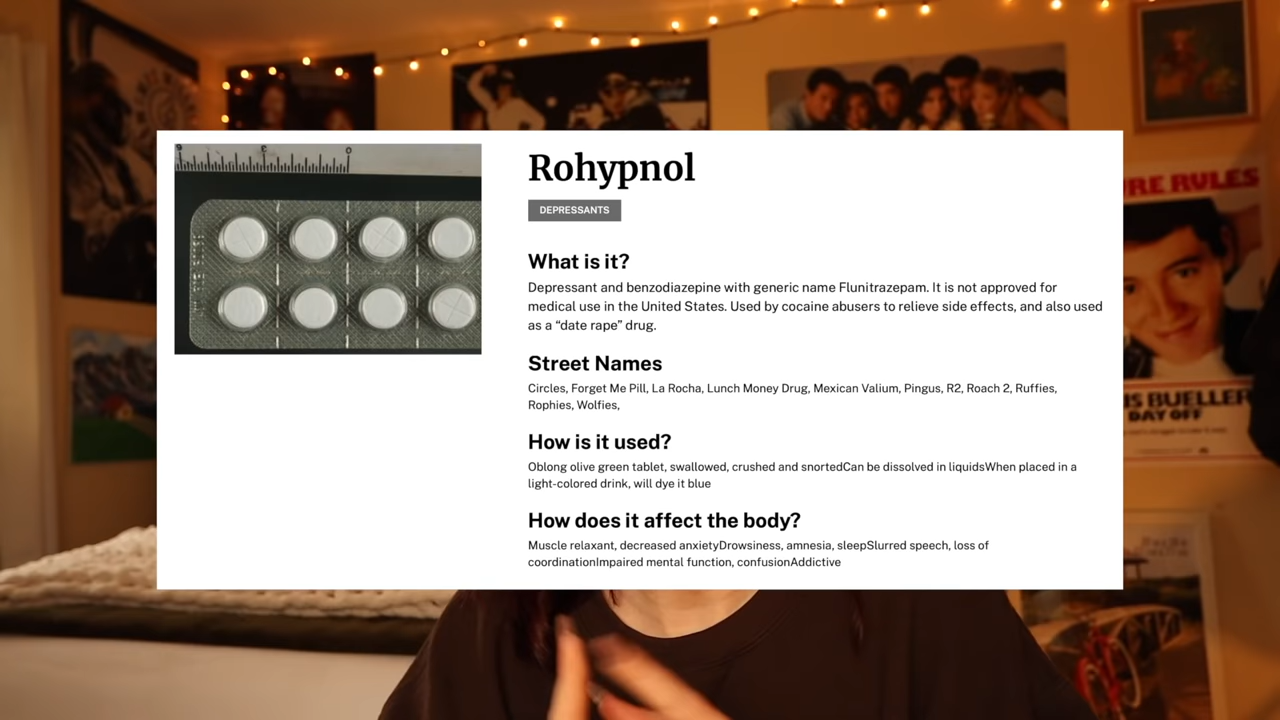 Rohypnol
DEPRESSANTS
What is it?
Depressant and benzodiazepine with generic name Flunitrazepam. It is not approved for
medical use in the United States. Used by cocaine abusers to relieve side effects, and also used
as a “date rape” drug.
Street Names
Circles, Forget Me Pill, La Rocha, Lunch Money Drug, Mexican Valium, Pingus, R2, Roach 2, Ruffies,
Rophies, Wolfies,
How is it used?
Oblong olive green tablet, swallowed, crushed and snortedCan be dissolved in liquidsWhen placed in a
light-colored drink, will dye it blue
How does it affect the body?
Muscle relaxant, decreased anxietyDrowsiness, amnesia, sleepSlurred speech, loss of
coordinationImpaired mental function, confusionAddictive
RULES
BUELLER
DAY OFF